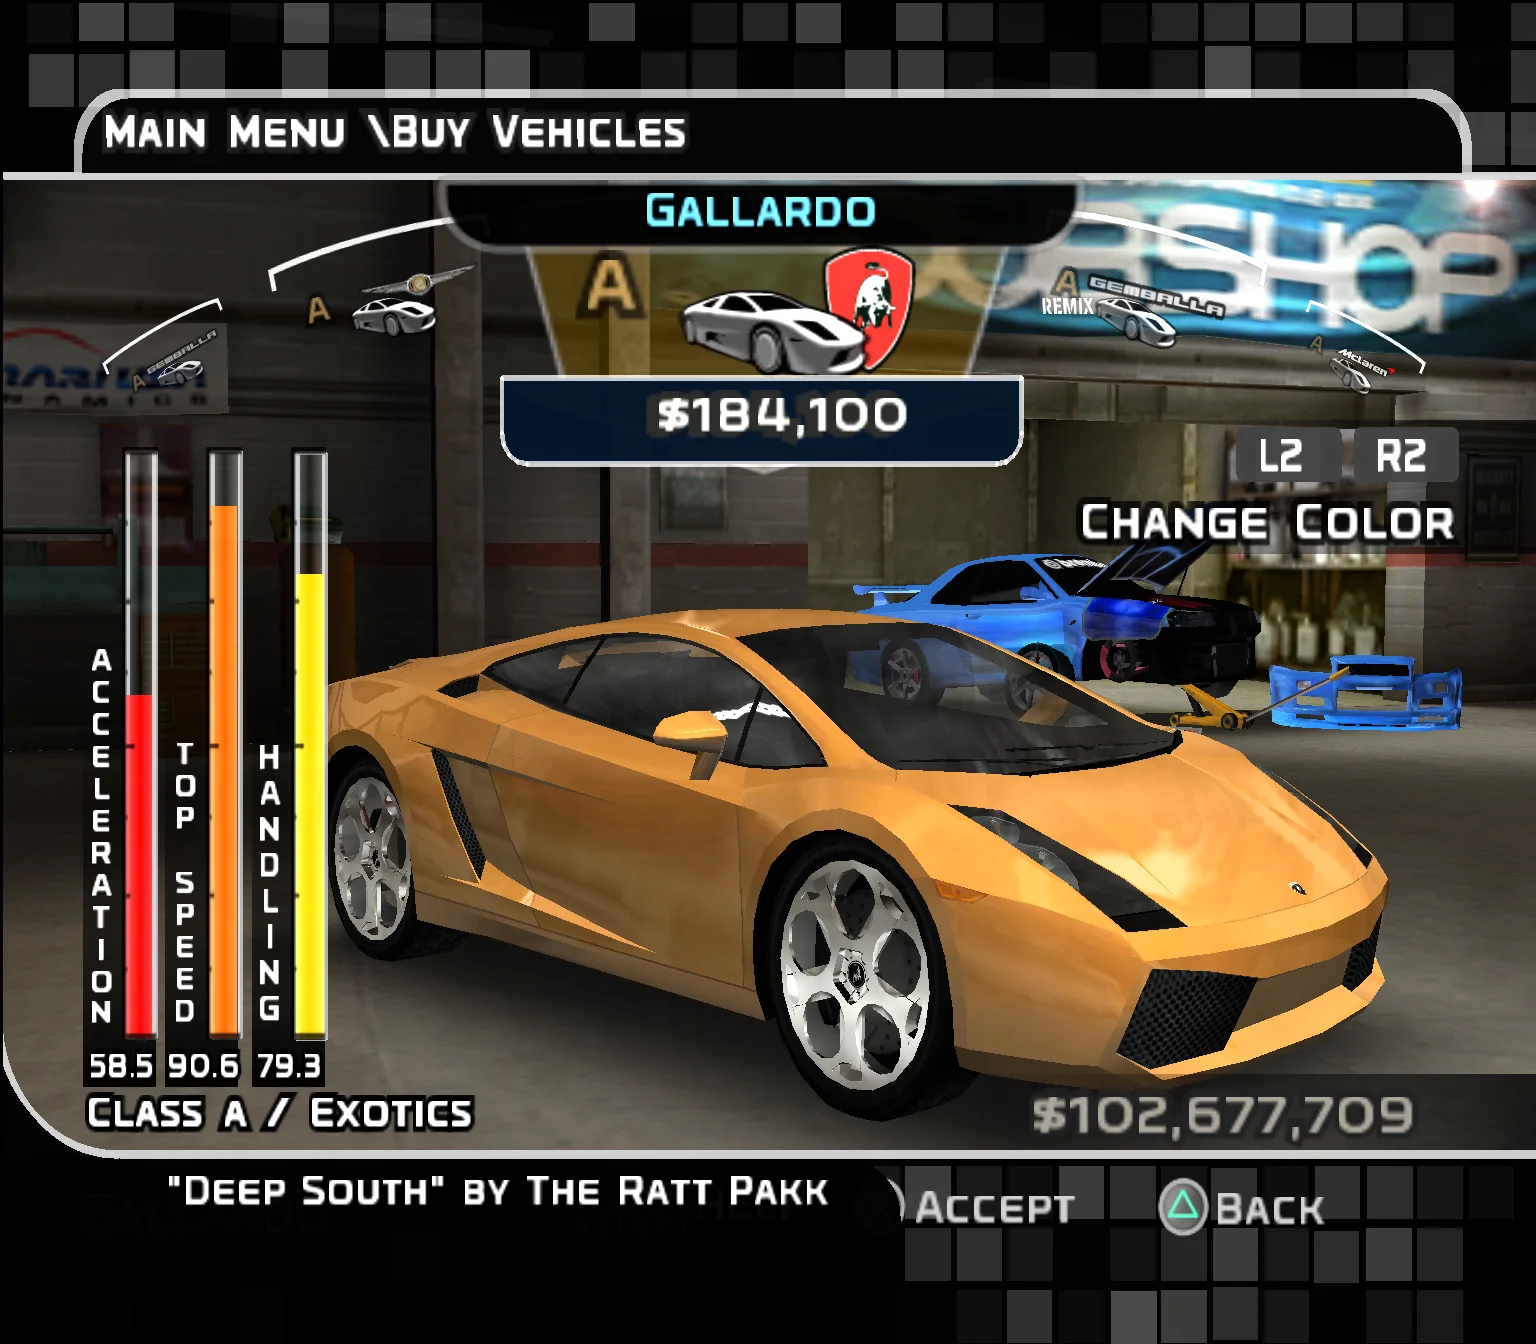 MAIN MENU \BUY VEHICLES
GALLARDO
A
A
A
REMIX
GEMBALLA
A
GEMBALLA
A
McLaren
$184,100
L2 R2
CHANGE COLOR
ACCELERATION
TOP SPEED
HANDLING
58.5 90.6 79.3
CLASS A / EXOTICS
$102,677,709
"DEEP SOUTH" BY THE RATT PAKK
ACCEPT
BACK